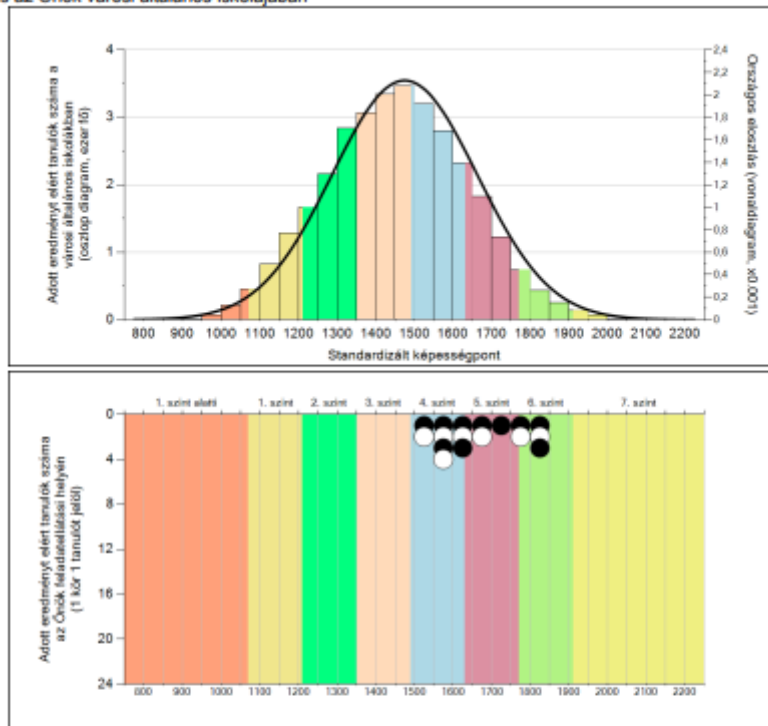 s az Önök városi általános iskolájában
Adott eredményt elért tanulók száma a
városi általános iskolákban
(oszlop diagram, ezer fő)
4
3
2
1
0
2,4
2,2
2
1,8
1,6
1,4
1,2
1
0,8
0,6
0,4
0,2
0
Országos eloszlás (vonaldiagram, x0.001)
800 900 1000 1100 1200 1300 1400 1500 1600 1700 1800 1900 2000 2100 2200
Standardizált képességpont
1. szint alatti 1. szint 2. szint 3. szint 4. szint 5. szint 6. szint 7. szint
Adott eredményt elért tanulók száma
az Önök feladatellátási helyén
(1 kör 1 tanulót jelöl)
0
4
8
12
16
20
24
800 900 1000 1100 1200 1300 1400 1500 1600 1700 1800 1900 2000 2100 2200